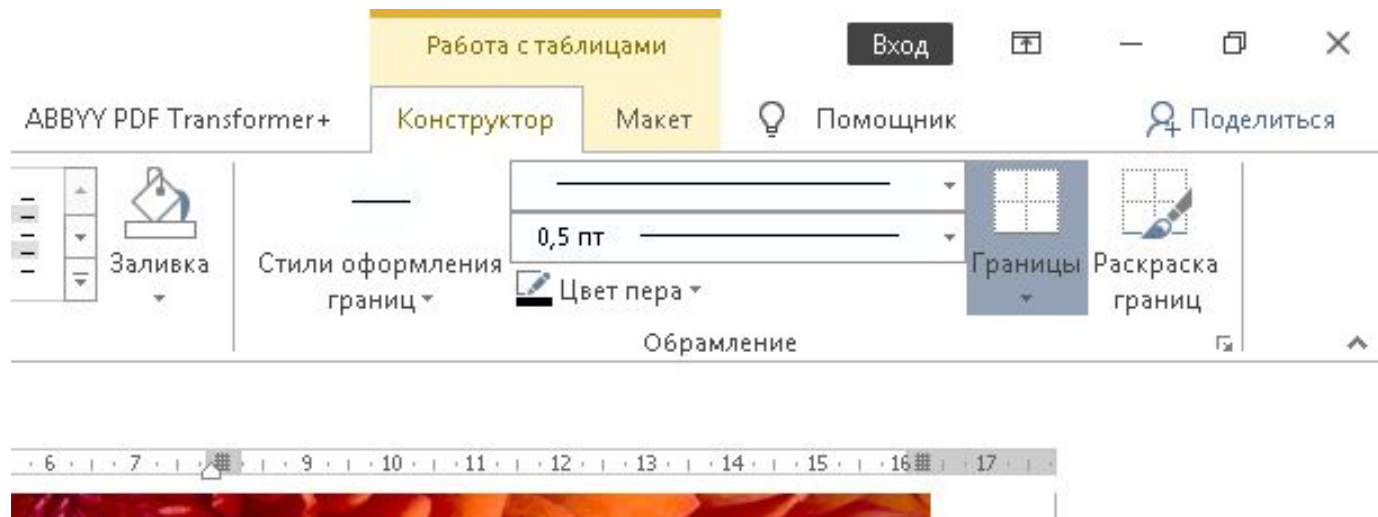 Работа с таблицами
Вход
ABBYY PDF Transformer+
Конструктор
Макет
Помощник
Поделиться
Заливка
Стили оформления
границ
0,5 пт
Цвет пера
Границы
Раскраска
границ
Обрамление
6 7 9 10 11 12 13 14 15 16 17